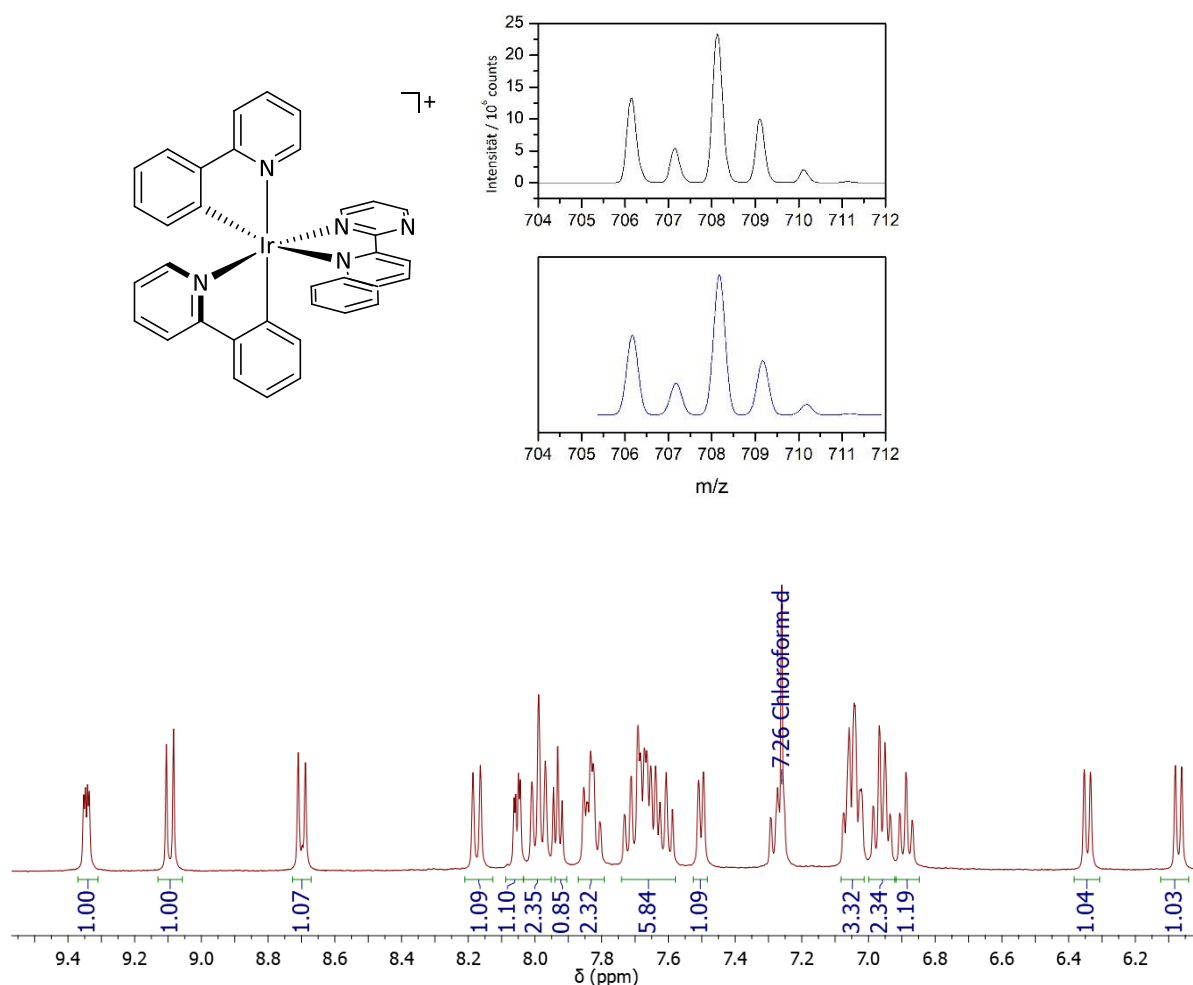 +
N
N
N
Ir
N
N
Intensität / 10⁶ counts
25
20
15
10
5
0
704 705 706 707 708 709 710 711 712
704 705 706 707 708 709 710 711 712
m/z
7.26 Chloroform-d
1.00 1.00 1.07 1.09 1.10 2.35 0.85 2.32 5.84 1.09 3.32 2.34 1.19 1.04 1.03
9.4 9.2 9.0 8.8 8.6 8.4 8.2 8.0 7.8 7.6 7.4 7.2 7.0 6.8 6.6 6.4 6.2
δ (ppm)